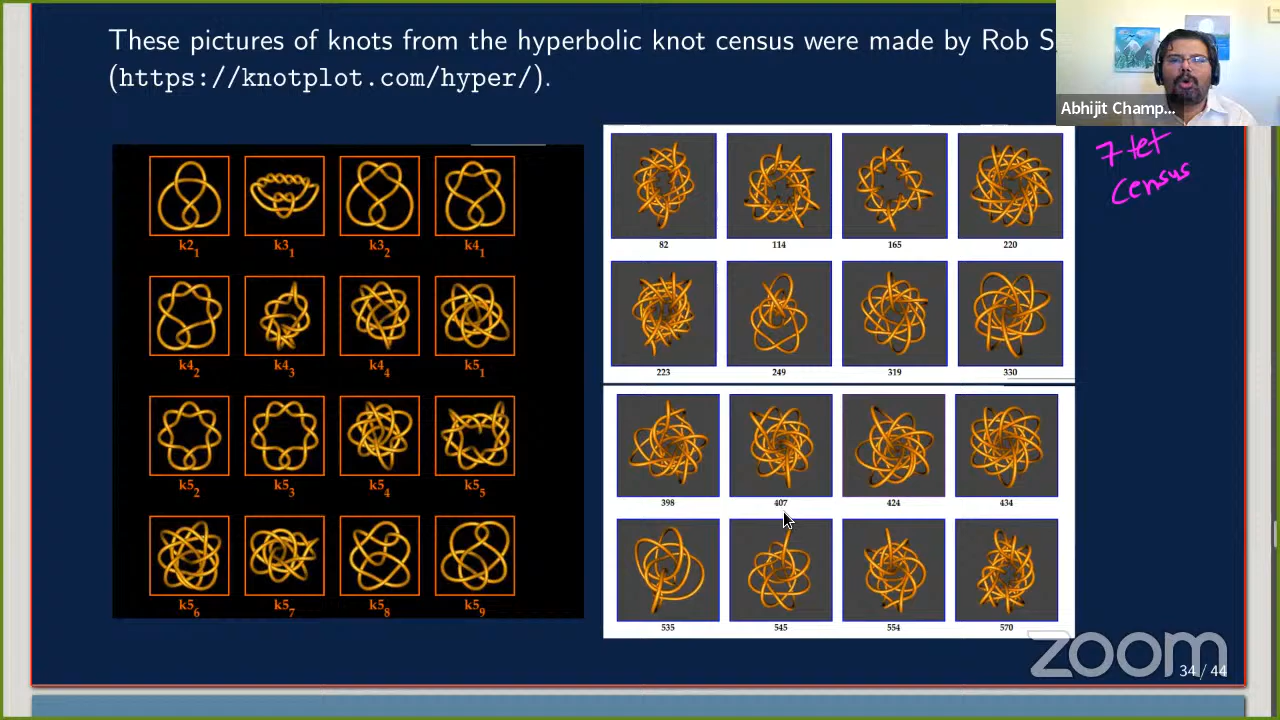 These pictures of knots from the hyperbolic knot census were made by Rob S
(https://knotplot.com/hyper/).
Abhijit Champ...
7 tet
census
k2₁ k3₁ k3₂ k4₁
k4₂ k4₃ k4₄ k5₁
k5₂ k5₃ k5₄ k5₅
k5₆ k5₇ k5₈ k5₉
82 114 165 220
223 249 319 330
398 407 424 434
535 545 554 570
zoom
34 / 44